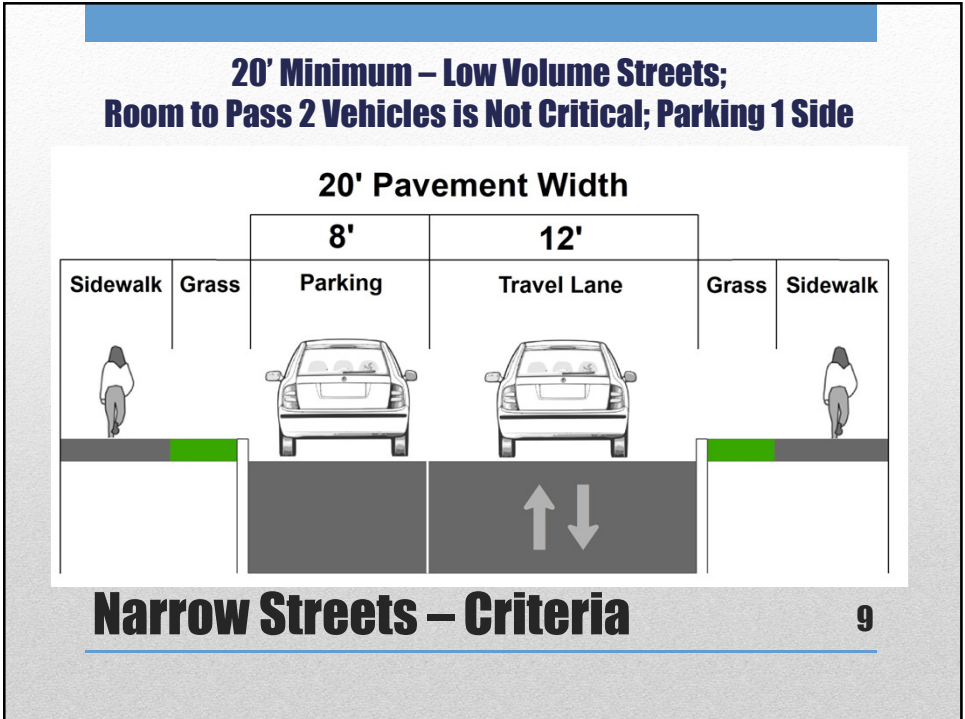 20’ Minimum – Low Volume Streets;
Room to Pass 2 Vehicles is Not Critical; Parking 1 Side
20' Pavement Width
8' 12'
Sidewalk Grass Parking Travel Lane Grass Sidewalk
Narrow Streets – Criteria 9